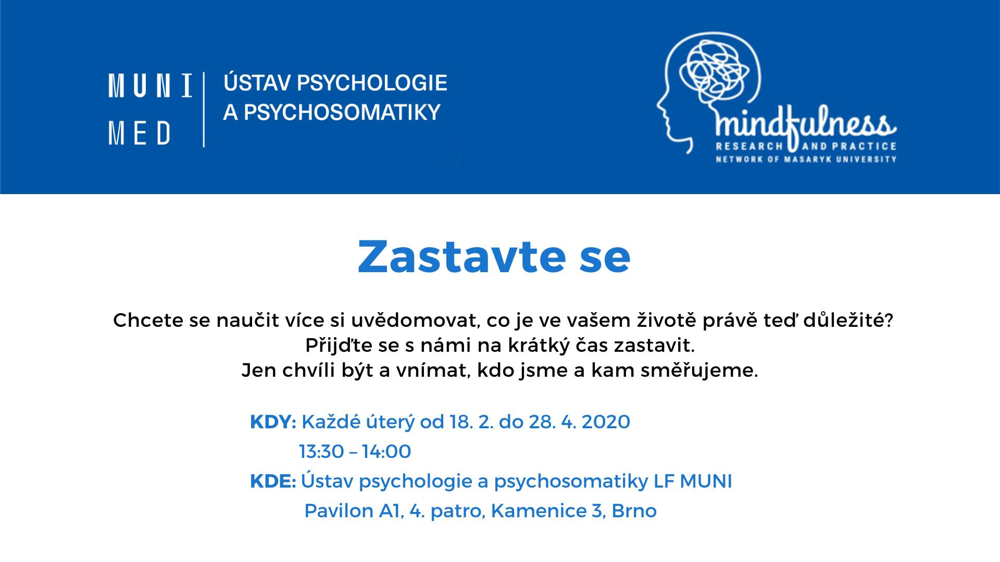 MUNI
MED
ÚSTAV PSYCHOLOGIE
A PSYCHOSOMATIKY
mindfulness
RESEARCH AND PRACTICE
NETWORK OF MASARYK UNIVERSITY
Zastavte se
Chcete se naučit více si uvědomovat, co je ve vašem životě právě teď důležité?
Přijďte se s námi na krátký čas zastavit.
Jen chvíli být a vnímat, kdo jsme a kam směřujeme.
KDY: Každé úterý od 18. 2. do 28. 4. 2020
13:30 – 14:00
KDE: Ústav psychologie a psychosomatiky LF MUNI
Pavilon A1, 4. patro, Kamenice 3, Brno